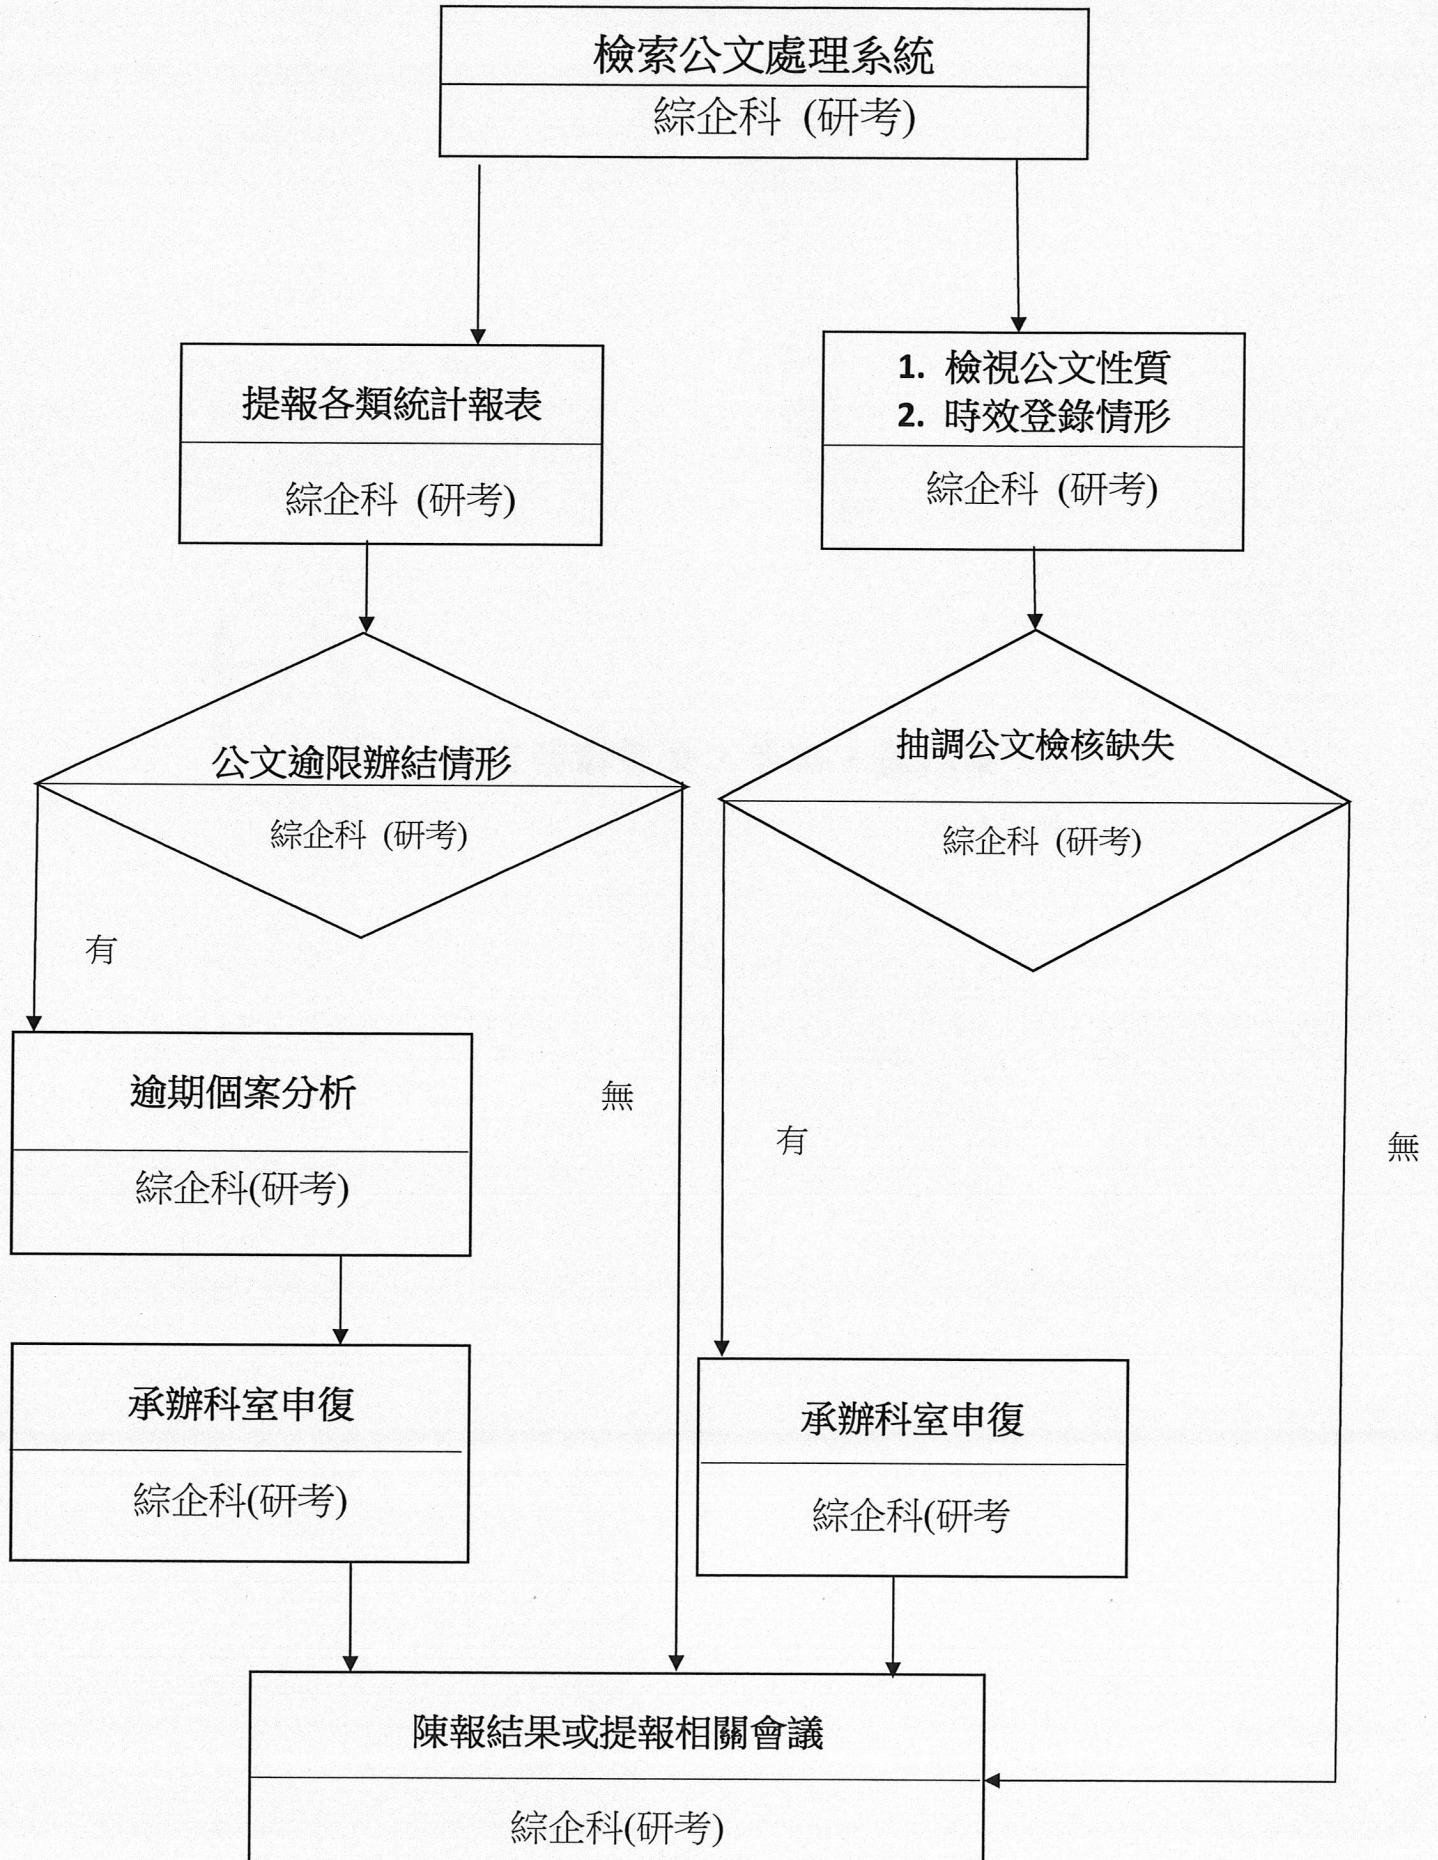 檢索公文處理系統
綜企科 (研考)
提報各類統計報表
綜企科 (研考)
1. 檢視公文性質
2. 時效登錄情形
綜企科 (研考)
公文逾限辦結情形
綜企科 (研考)
抽調公文檢核缺失
綜企科 (研考)
有
無
有
無
逾期個案分析
綜企科(研考)
承辦科室申復
綜企科(研考)
承辦科室申復
綜企科(研考
陳報結果或提報相關會議
綜企科(研考)